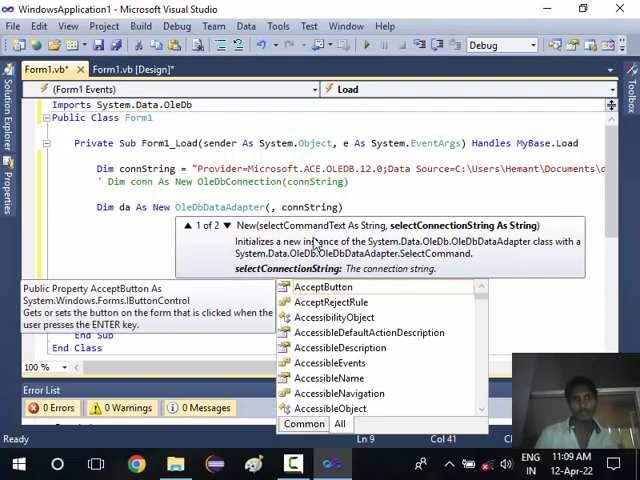 WindowsApplication1 - Microsoft Visual Studio
File Edit View Project Build Debug Team Data Tools Test Window Help
Debug
Form1.vb* Form1.vb [Design]*
(Form1 Events) Load
Solution Explorer
Properties
Toolbox
Imports System.Data.OleDb
Public Class Form1
Private Sub Form1_Load(sender As System.Object, e As System.EventArgs) Handles MyBase.Load
Dim connString = "Provider=Microsoft.ACE.OLEDB.12.0;Data Source=C:\Users\Hemant\Documents\d
' Dim conn As New OleDbConnection(connString)
Dim da As New OleDbDataAdapter(, connString)
1 of 2 New(selectCommandText As String, selectConnectionString As String)
Initializes a new instance of the System.Data.OleDb.OleDbDataAdapter class with a
System.Data.OleDb.OleDbDataAdapter.SelectCommand.
selectConnectionString: The connection string.
Public Property AcceptButton As
System.Windows.Forms.IButtonControl
Gets or sets the button on the form that is clicked when the
user presses the ENTER key.
AcceptButton
AcceptRejectRule
AccessibilityObject
AccessibleDefaultActionDescription
AccessibleDescription
AccessibleEvents
AccessibleName
AccessibleNavigation
AccessibleObject
Common All
End Sub
End Class
100 %
Error List
0 Errors 0 Warnings 0 Messages
Ready Ln 9 Col 41
ENG
IN
11:09 AM
12-Apr-22